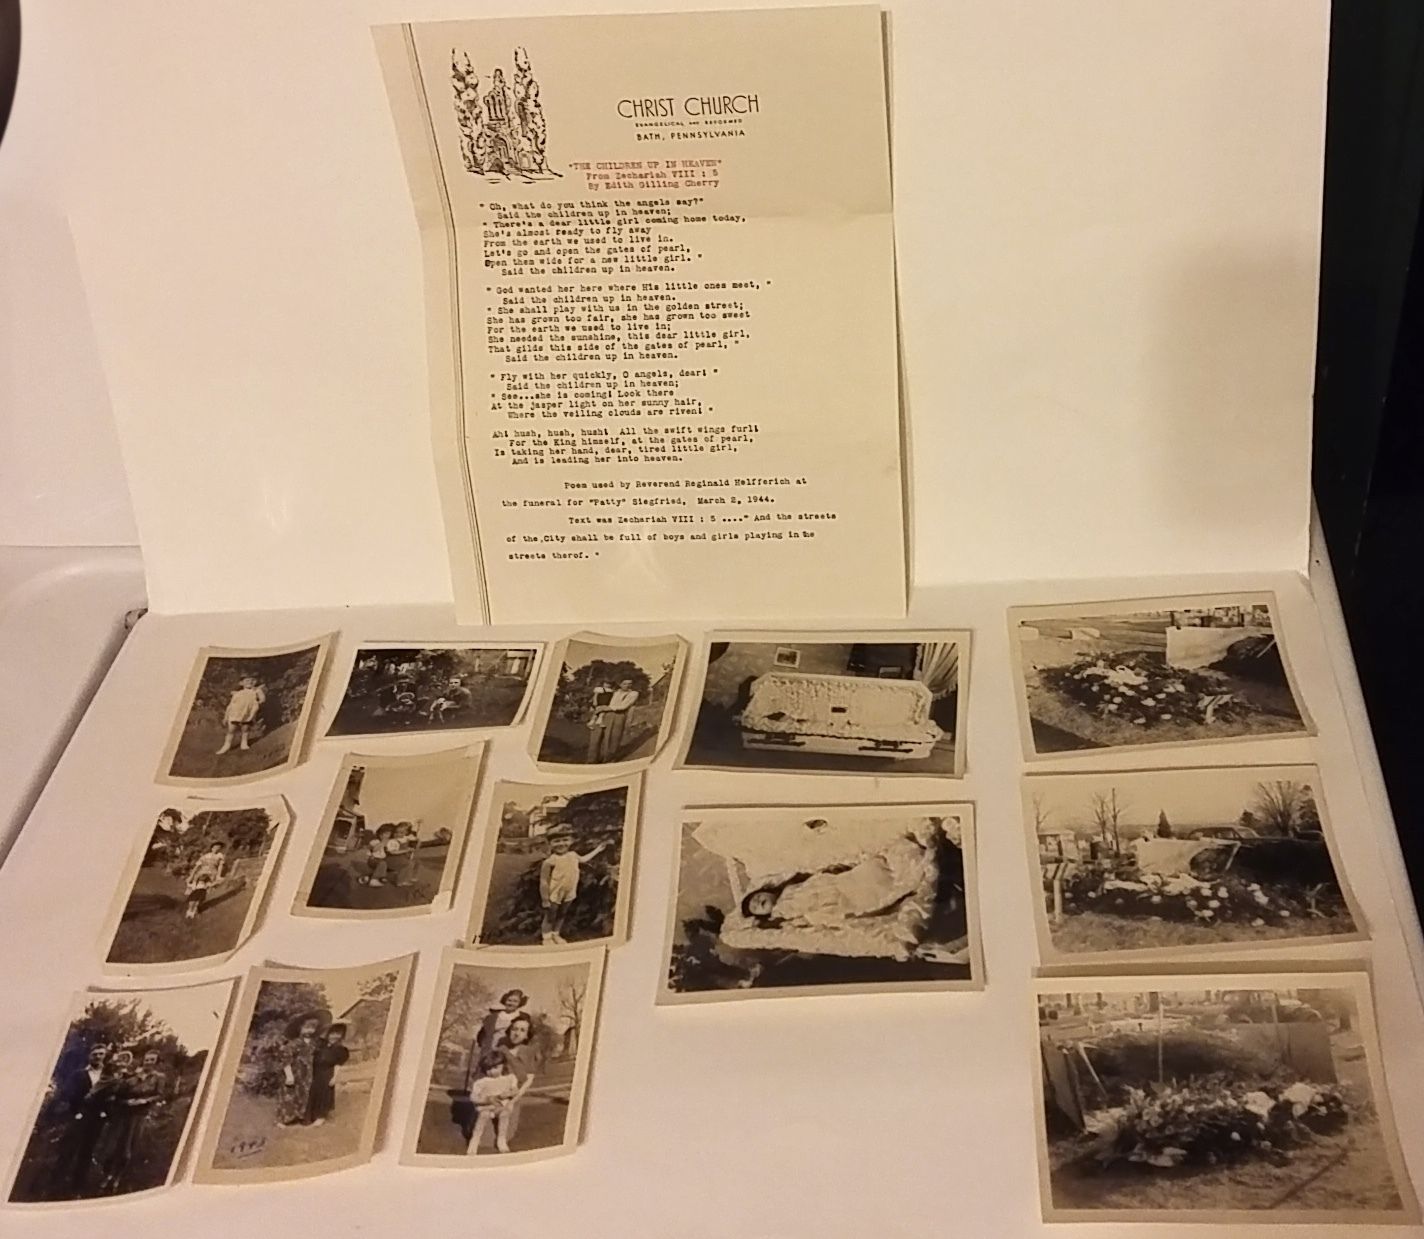 CHRIST CHURCH
EVANGELICAL AND REFORMED
BATH, PENNSYLVANIA
"THE CHILDREN UP IN HEAVEN"
From Zechariah VIII : 5
By Edith Gilling Cherry
" Oh, what do you think the angels say?"
Said the children up in heaven;
" There's a dear little girl coming home today,
She's almost ready to fly away
From the earth we used to live in.
Let's go and open the gates of pearl,
Open them wide for a new little girl. "
Said the children up in heaven.
" God wanted her here where His little ones meet, "
Said the children up in heaven.
" She shall play with us in the golden street;
She has grown too fair, she has grown too sweet
For the earth we used to live in;
She needed the sunshine, this dear little girl,
That gilds this side of the gates of pearl, "
Said the children up in heaven.
" Fly with her quickly, O angels, dear! "
Said the children up in heaven;
" See...she is coming! Look there
At the jasper light on her sunny hair,
Where the veiling clouds are riven! "
Ah! hush, hush, hush! All the swift wings furl!
For the King himself, at the gates of pearl,
Is taking her hand, dear, tired little girl,
And is leading her into heaven.
Poem used by Reverend Reginald Helfferich at
the funeral for "Patty" Siegfried, March 2, 1944.
Text was Zechariah VIII : 5 ...." And the streets
of the City shall be full of boys and girls playing in the
streets therof. "
1943